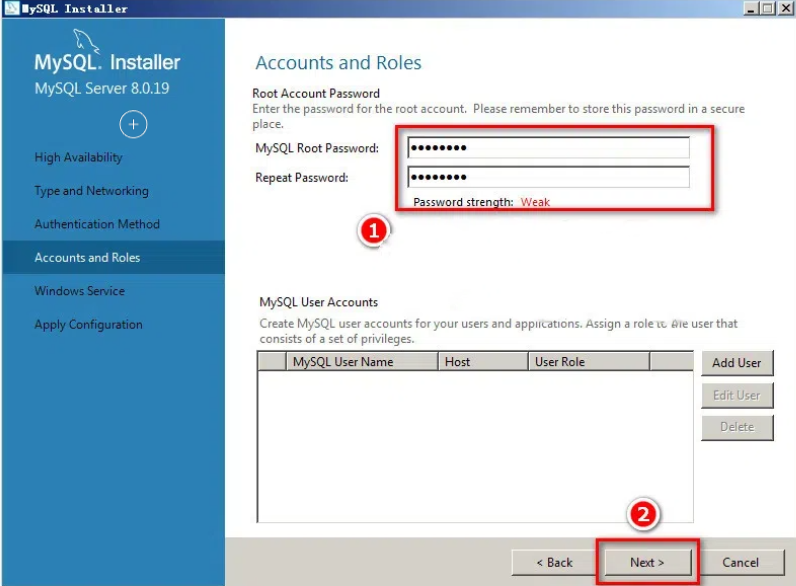 MySQL Installer
MySQL. Installer
MySQL Server 8.0.19
High Availability
Type and Networking
Authentication Method
Accounts and Roles
Windows Service
Apply Configuration
Accounts and Roles
Root Account Password
Enter the password for the root account. Please remember to store this password in a secure
place.
MySQL Root Password: ●●●●●●●●
Repeat Password: ●●●●●●●●
Password strength: Weak
1
MySQL User Accounts
Create MySQL user accounts for your users and applications. Assign a role to the user that
consists of a set of privileges.
MySQL User Name Host User Role
Add User
Edit User
Delete
2
< Back Next > Cancel